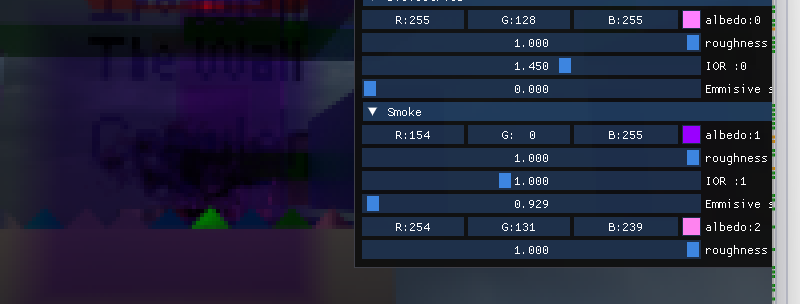 R:255 G:128 B:255 albedo:0
1.000 roughness
The Wall
1.450 IOR :0
0.000 Emmisive s
Smoke
R:154 G: 0 B:255 albedo:1
1.000 roughness
1.000 IOR :1
0.929 Emmisive s
R:254 G:131 B:239 albedo:2
1.000 roughness